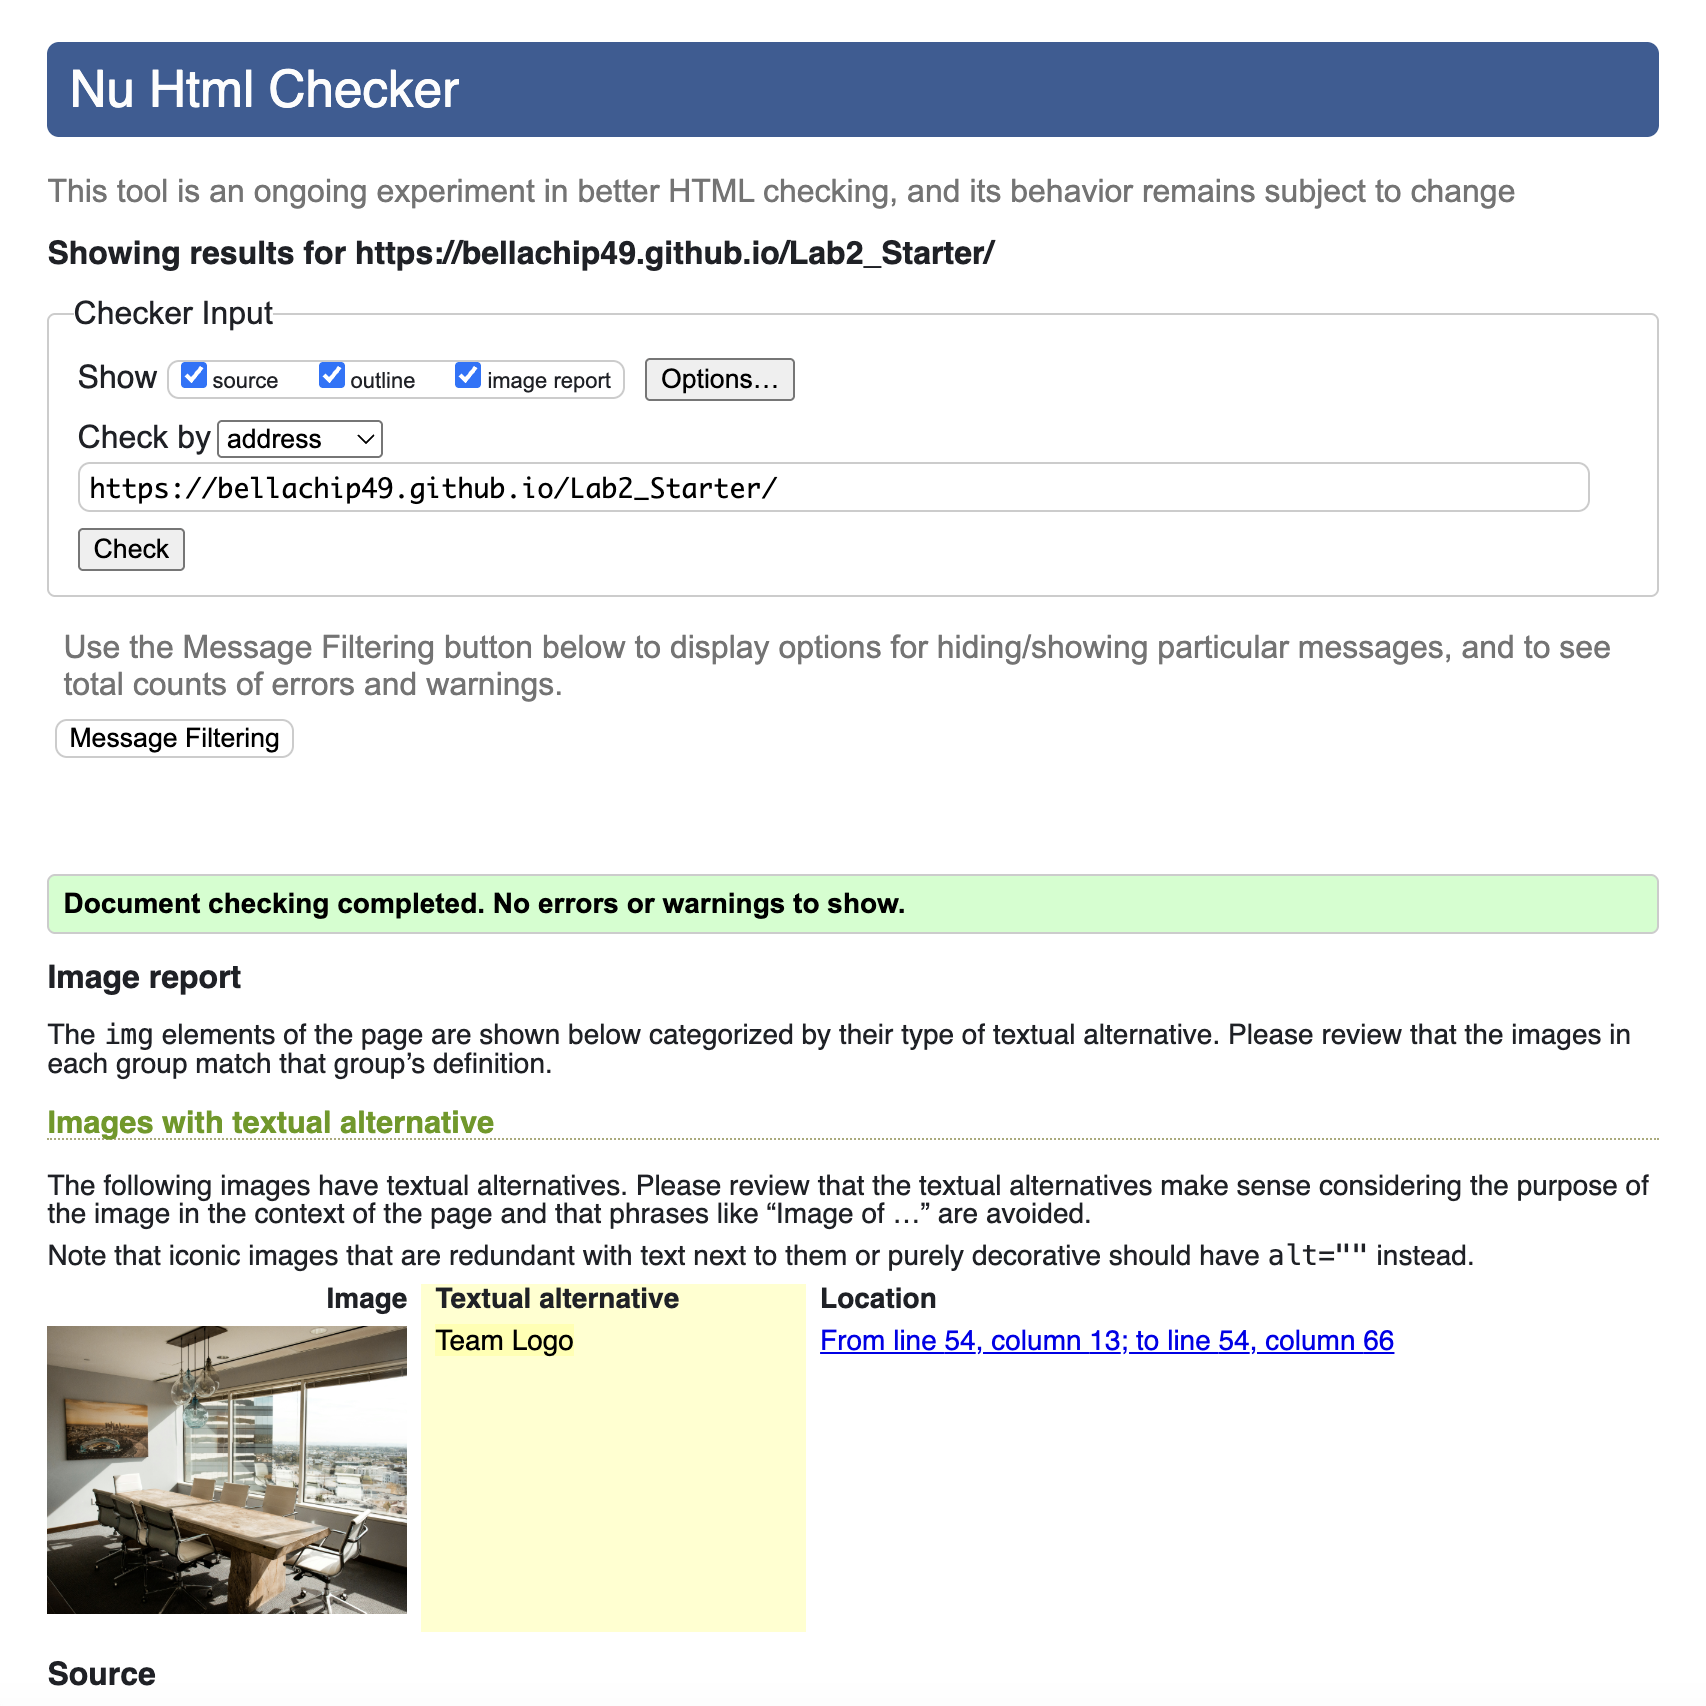 Nu Html Checker
This tool is an ongoing experiment in better HTML checking, and its behavior remains subject to change
Showing results for https://bellachip49.github.io/Lab2_Starter/
Checker Input
Show source outline image report Options...
Check by address
https://bellachip49.github.io/Lab2_Starter/
Check
Use the Message Filtering button below to display options for hiding/showing particular messages, and to see
total counts of errors and warnings.
Message Filtering
Document checking completed. No errors or warnings to show.
Image report
The img elements of the page are shown below categorized by their type of textual alternative. Please review that the images in
each group match that group’s definition.
Images with textual alternative
The following images have textual alternatives. Please review that the textual alternatives make sense considering the purpose of
the image in the context of the page and that phrases like “Image of …” are avoided.
Note that iconic images that are redundant with text next to them or purely decorative should have alt="" instead.
Image Textual alternative Location
Team Logo From line 54, column 13; to line 54, column 66
Source